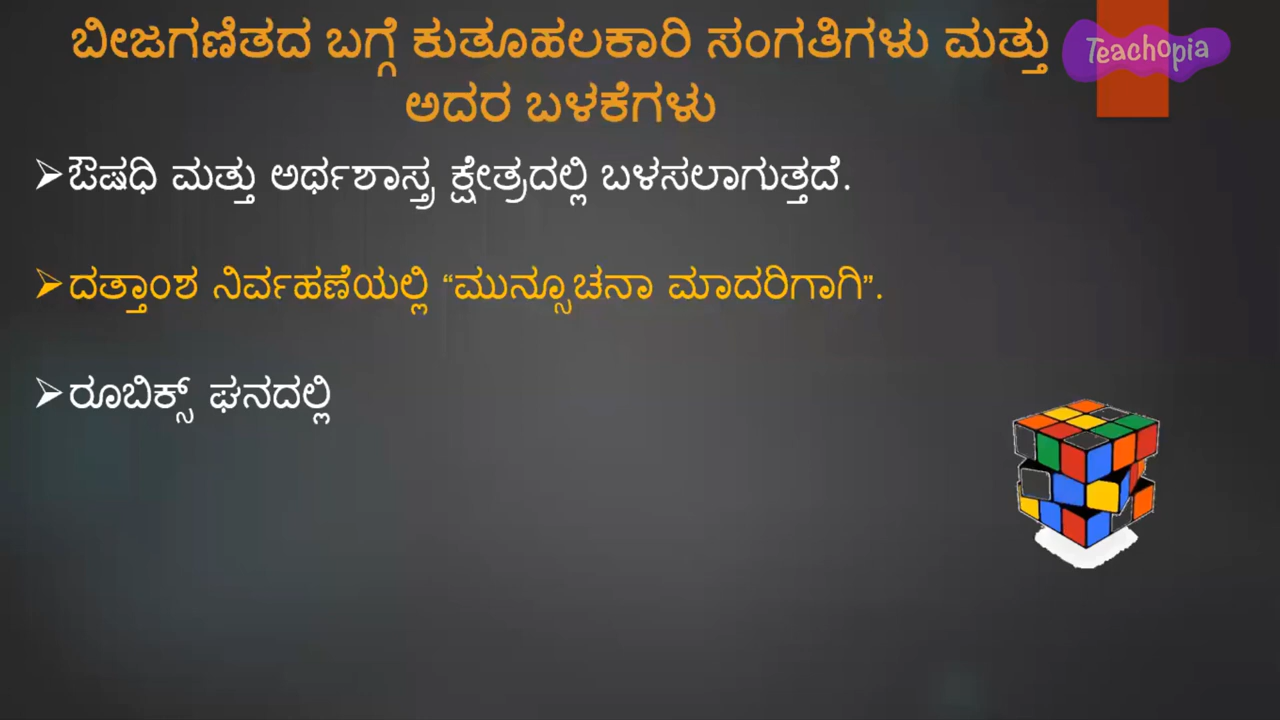 ಬೀಜಗಣಿತದ ಬಗ್ಗೆ ಕುತೂಹಲಕಾರಿ ಸಂಗತಿಗಳು ಮತ್ತು
Teachopia
ಅದರ ಬಳಕೆಗಳು
➢ಔಷಧಿ ಮತ್ತು ಅರ್ಥಶಾಸ್ತ್ರ ಕ್ಷೇತ್ರದಲ್ಲಿ ಬಳಸಲಾಗುತ್ತದೆ.
➢ದತ್ತಾಂಶ ನಿರ್ವಹಣೆಯಲ್ಲಿ “ಮುನ್ಸೂಚನಾ ಮಾದರಿಗಾಗಿ”.
➢ರೂಬಿಕ್ಸ್ ಘನದಲ್ಲಿ